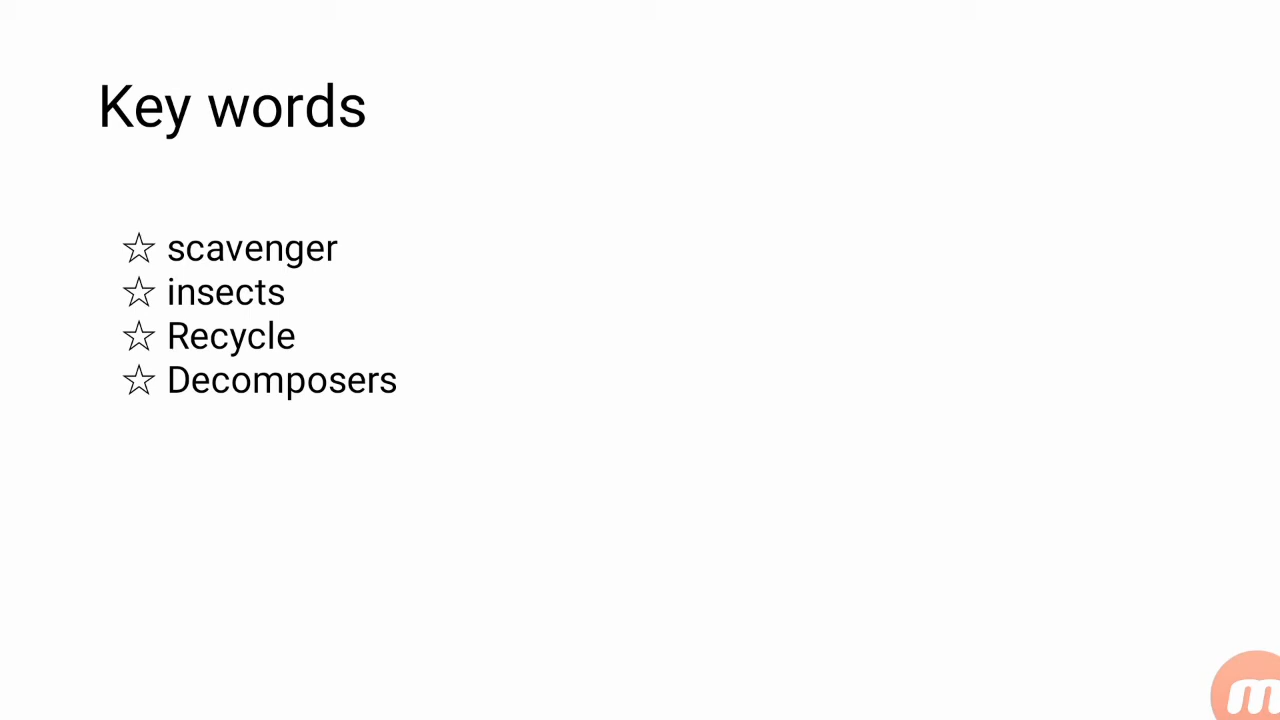 Key words
☆ scavenger
☆ insects
☆ Recycle
☆ Decomposers
m